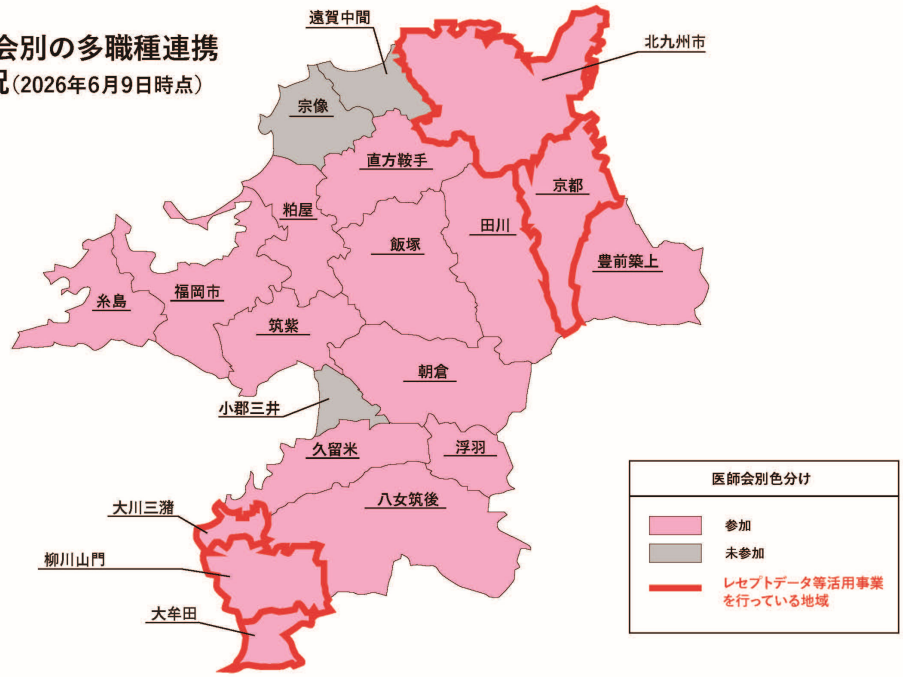 会別の多職種連携
況（2026年6月9日時点）
遠賀中間
北九州市
宗像
直方鞍手
京都
粕屋
田川
飯塚
豊前築上
福岡市
糸島
筑紫
朝倉
小郡三井
久留米
浮羽
八女筑後
大川三潴
柳川山門
大牟田
医師会別色分け
参加
未参加
レセプトデータ等活用事業
を行っている地域